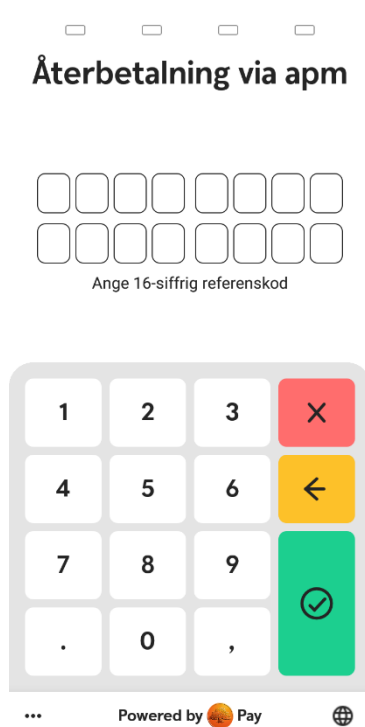 Återbetalning via apm
Ange 16-siffrig referenskod
1 2 3
4 5 6
7 8 9
. 0 ,
Powered by Pay